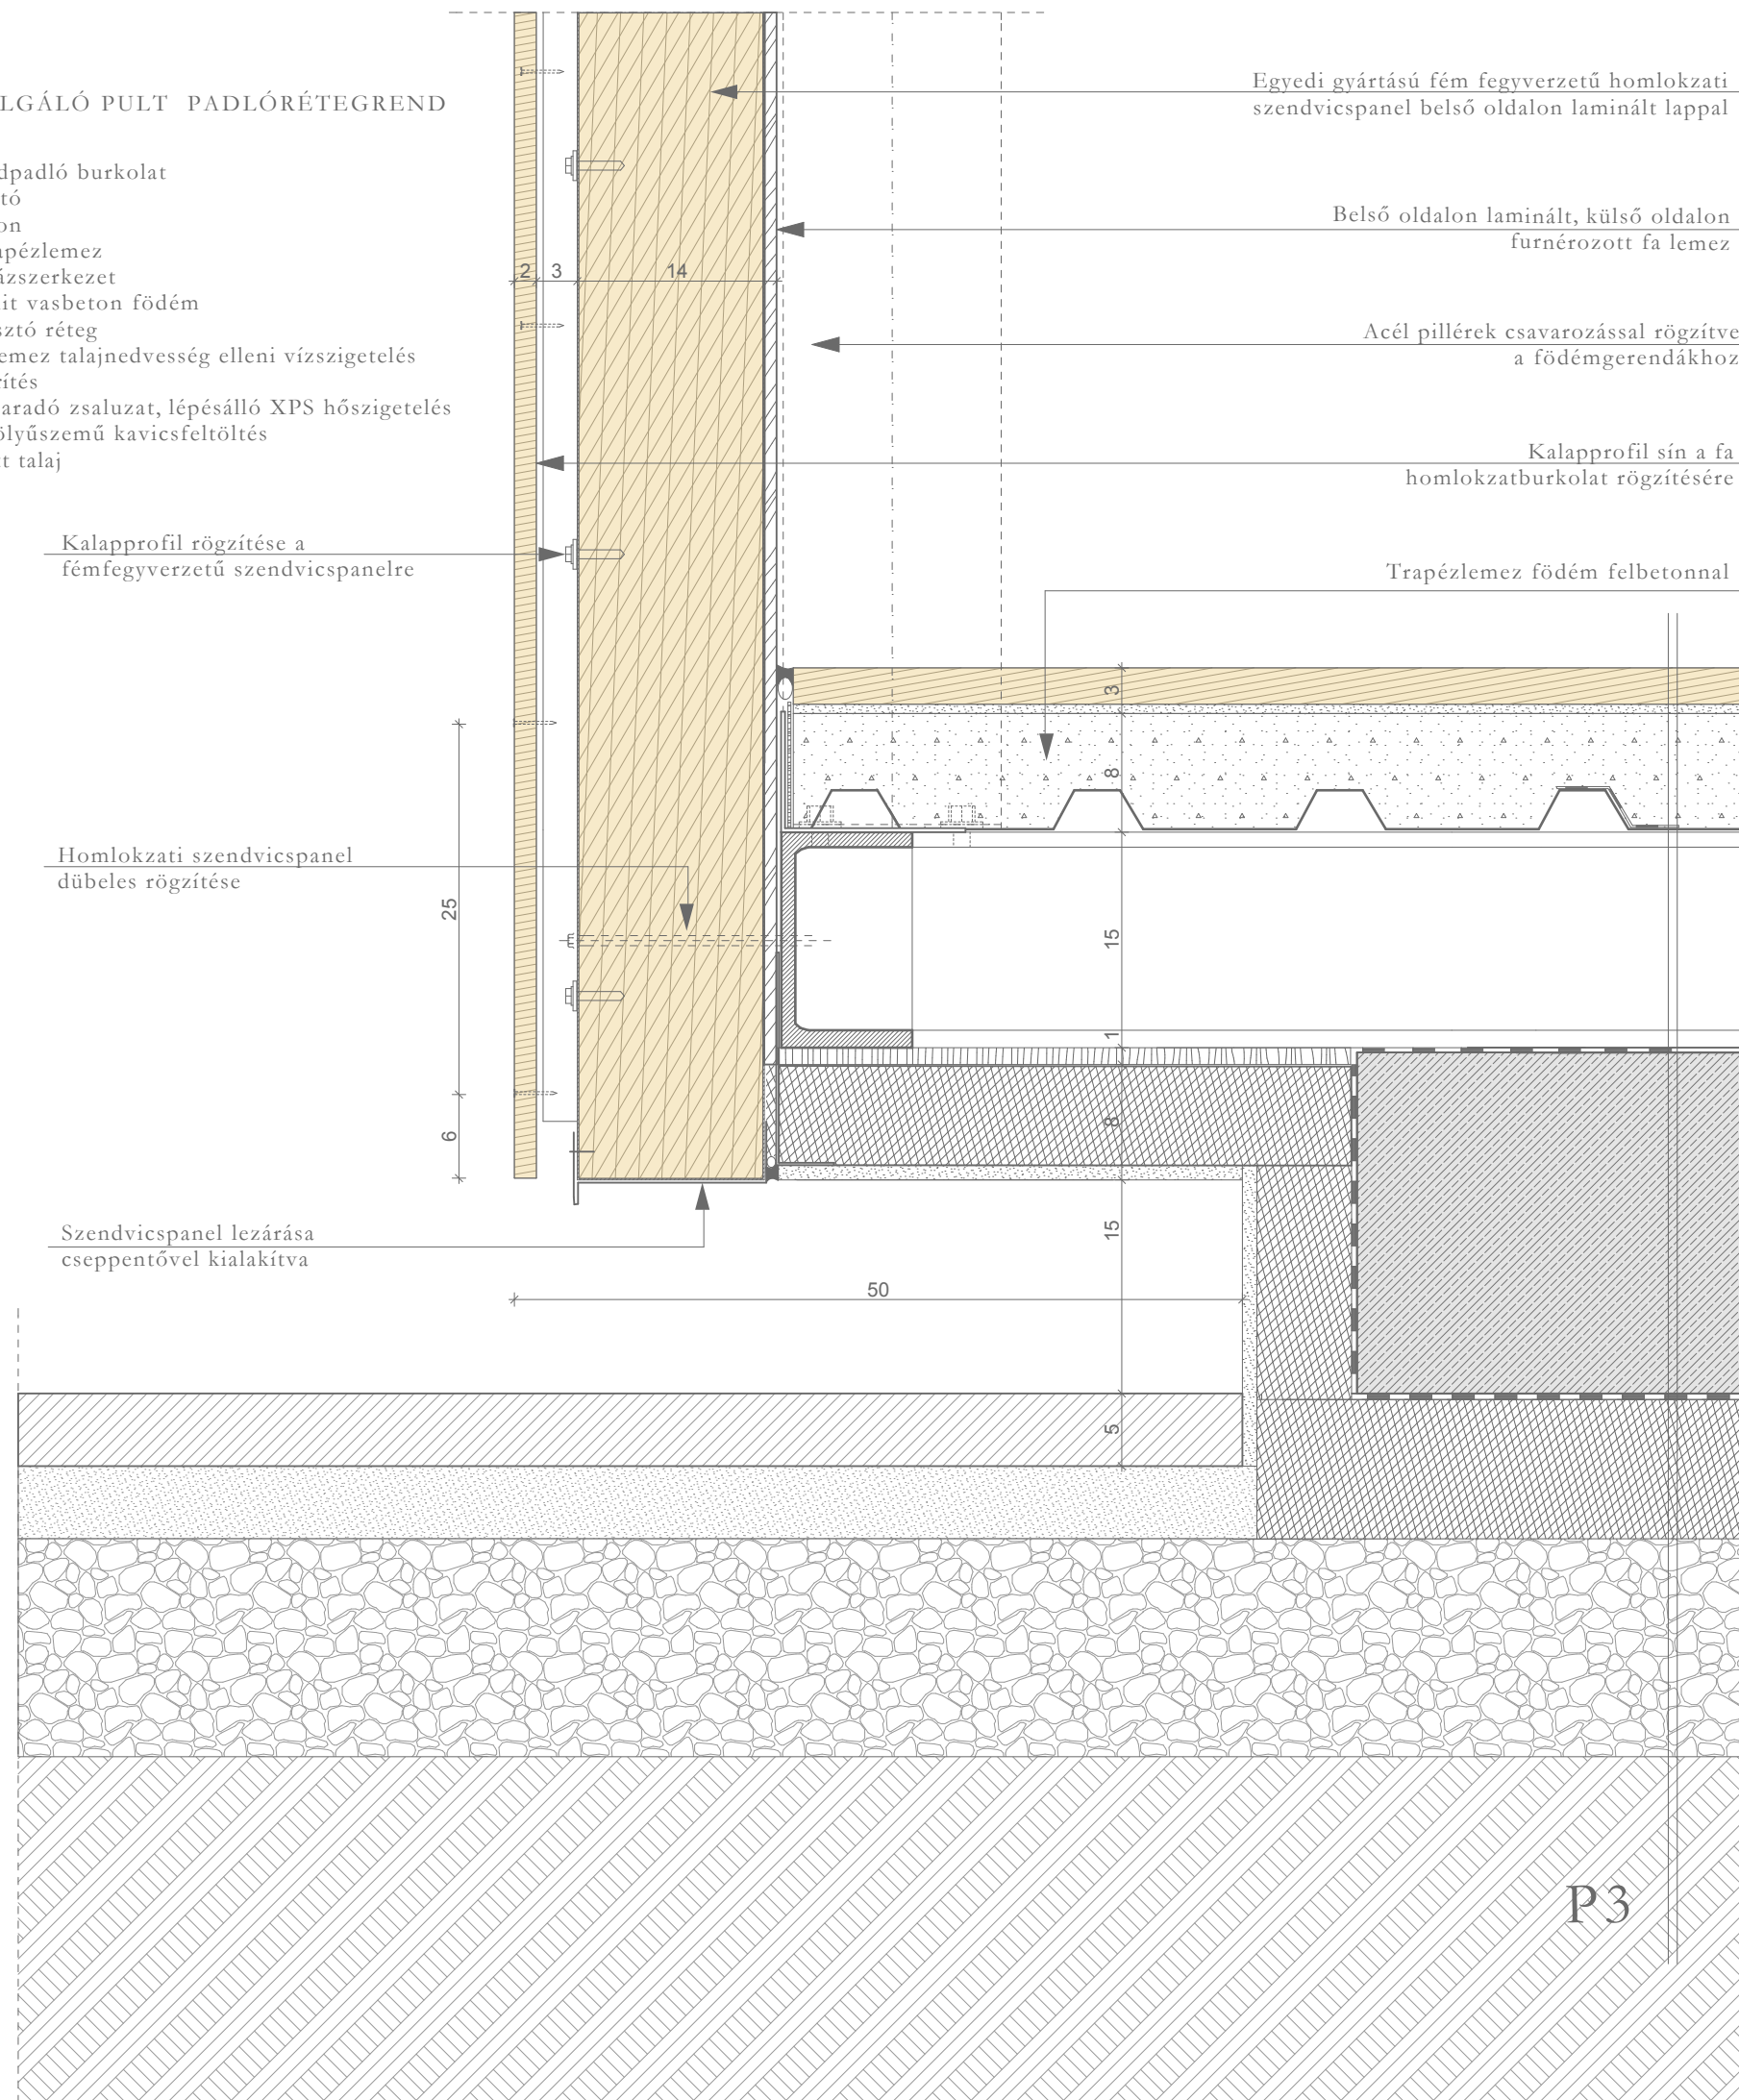 LGÁLÓ PULT PADLÓRÉTEGREND
dpadló burkolat
tó
on
apézlemez
ázszerkezet
it vasbeton födém
sztó réteg
emez talajnedvesség elleni vízszigetelés
rítés
aradó zsaluzat, lépésálló XPS hőszigetelés
ölyűszemű kavicsfeltöltés
tt talaj
Kalapprofil rögzítése a
fémfegyverzetű szendvicspanelre
Homlokzati szendvicspanel
dübeles rögzítése
Szendvicspanel lezárása
cseppentővel kialakítva
Egyedi gyártású fém fegyverzetű homlokzati
szendvicspanel belső oldalon laminált lappal
Belső oldalon laminált, külső oldalon
furnérozott fa lemez
Acél pillérek csavarozással rögzítve
a födémgerendákhoz
Kalapprofil sín a fa
homlokzatburkolat rögzítésére
Trapézlemez födém felbetonnal
2 3 14
25
6
3
8
15
1
8
15
5
50
P3